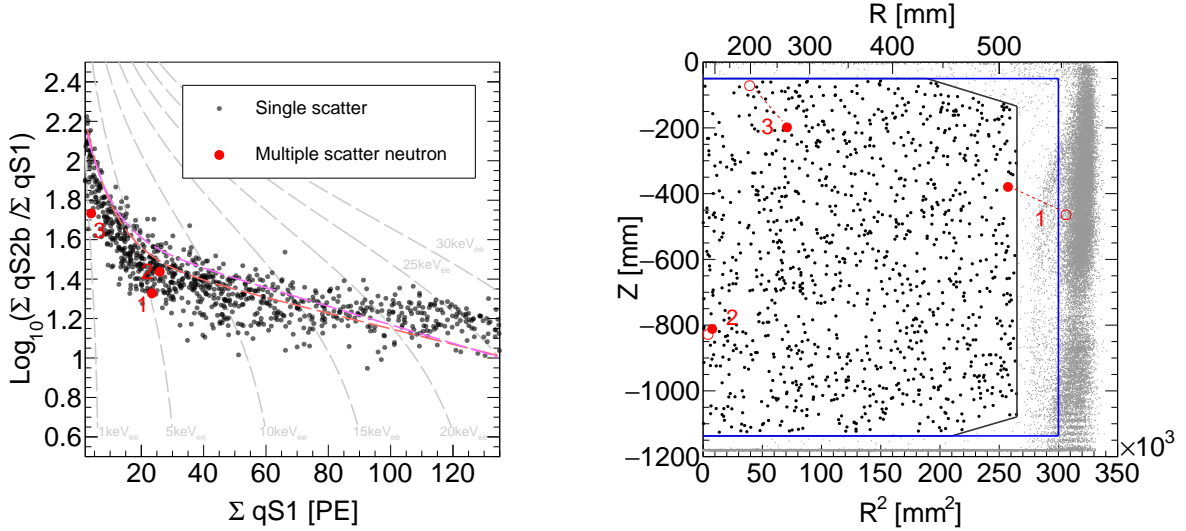 2.4
2.2
2
1.8
1.6
1.4
1.2
1
0.8
0.6
Log10(Σ qS2b /Σ qS1)
Single scatter
Multiple scatter neutron
3
2
1
30keVee
25keVee
1keVee
5keVee
10keVee
15keVee
20keVee
20 40 60 80 100 120
Σ qS1 [PE]
R [mm]
200 300 400 500
0
−200
−400
−600
−800
−1000
−1200
Z [mm]
3
1
2
0 50 100 150 200 250 300 350
×10³
R² [mm²]